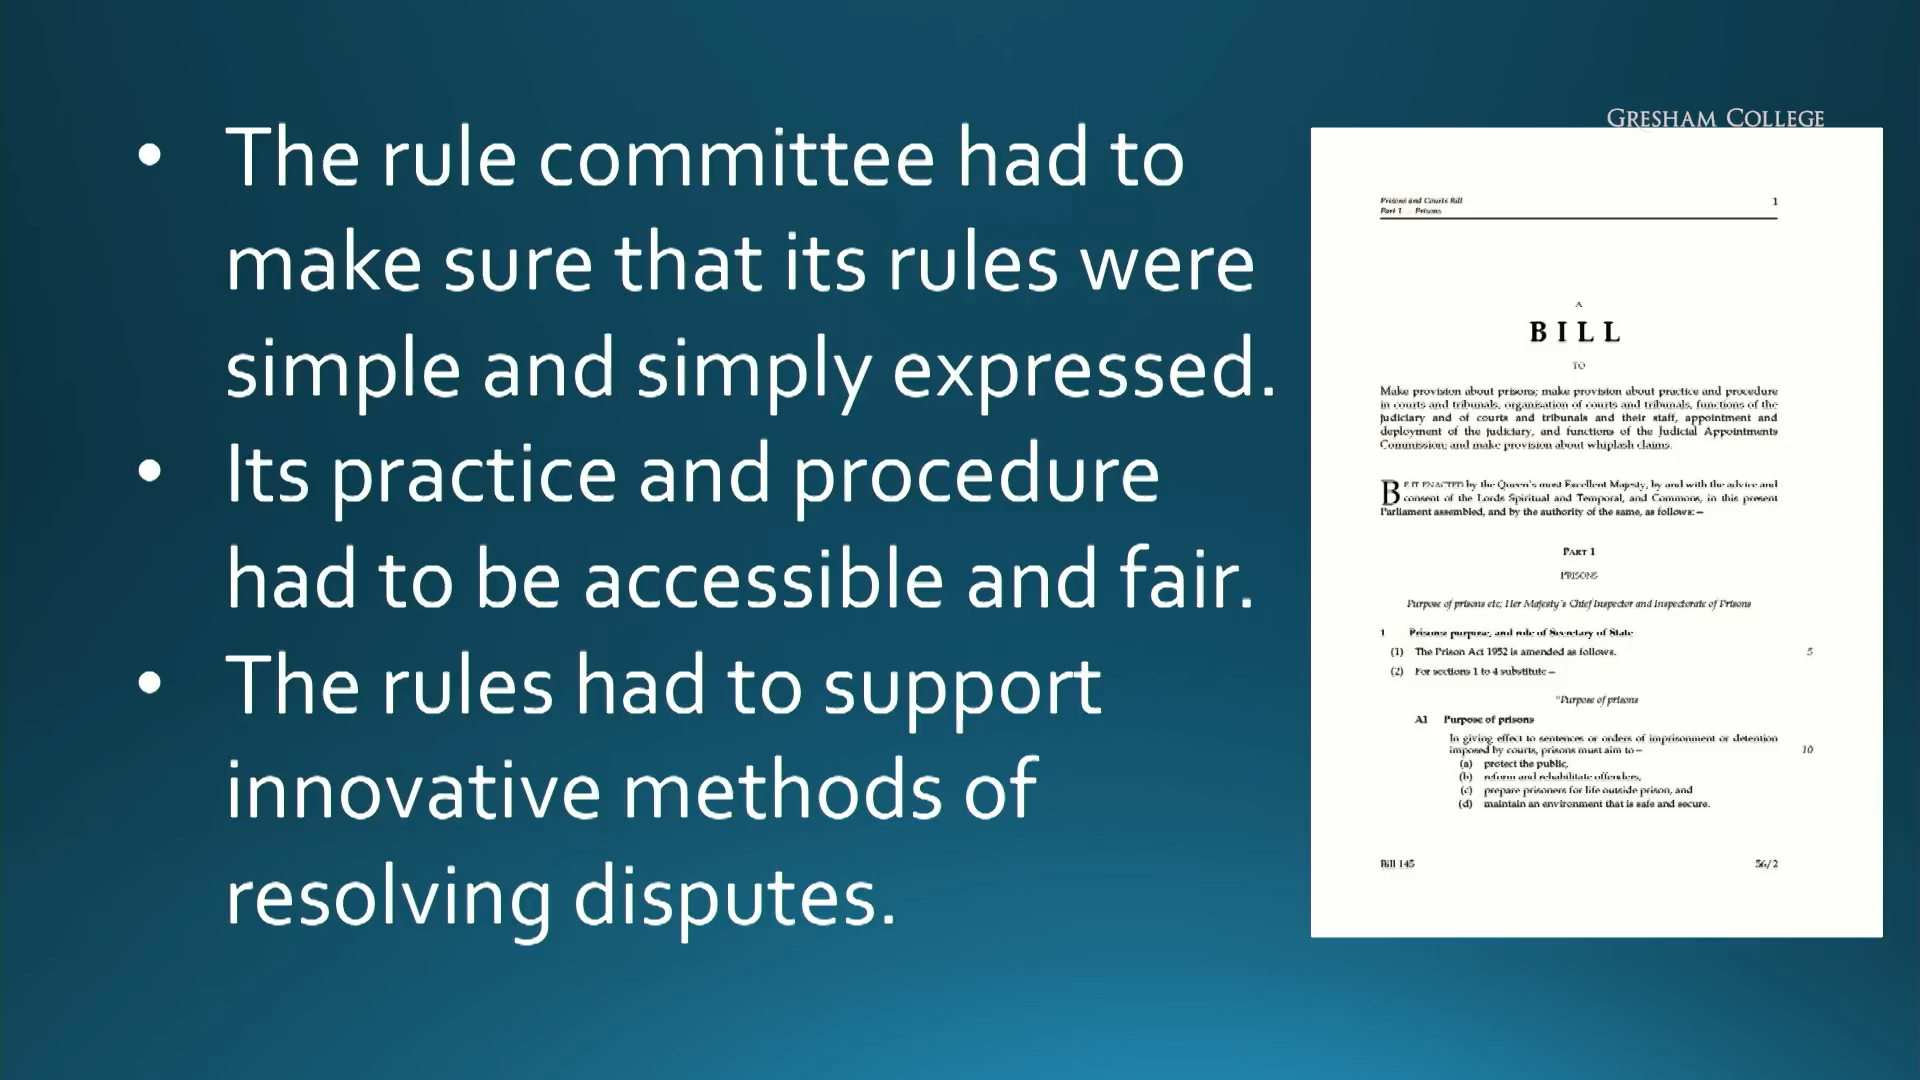 • The rule committee had to
make sure that its rules were
simple and simply expressed.
• Its practice and procedure
had to be accessible and fair.
• The rules had to support
innovative methods of
resolving disputes.
GRESHAM COLLEGE
Prisons and Courts Bill 1
Part 1 Prisons
A
BILL
TO
Make provision about prisons; make provision about practice and procedure
in courts and tribunals, organisation of courts and tribunals, functions of the
judiciary and of courts and tribunals and their staff, appointment and
deployment of the judiciary, and functions of the Judicial Appointments
Commission; and make provision about whiplash claims.
BE IT ENACTED by the Queen's most Excellent Majesty, by and with the advice and
consent of the Lords Spiritual and Temporal, and Commons, in this present
Parliament assembled, and by the authority of the same, as follows:—
PART 1
PRISONS
Purpose of prisons etc; Her Majesty's Chief Inspector and Inspectorate of Prisons
1 Prisons: purpose, and role of Secretary of State
(1) The Prison Act 1952 is amended as follows. 5
(2) For sections 1 to 4 substitute—
"Purpose of prisons
A1 Purpose of prisons
In giving effect to sentences or orders of imprisonment or detention
imposed by courts, prisons must aim to— 10
(a) protect the public,
(b) reform and rehabilitate offenders,
(c) prepare prisoners for life outside prison, and
(d) maintain an environment that is safe and secure.
Bill 145 56/2